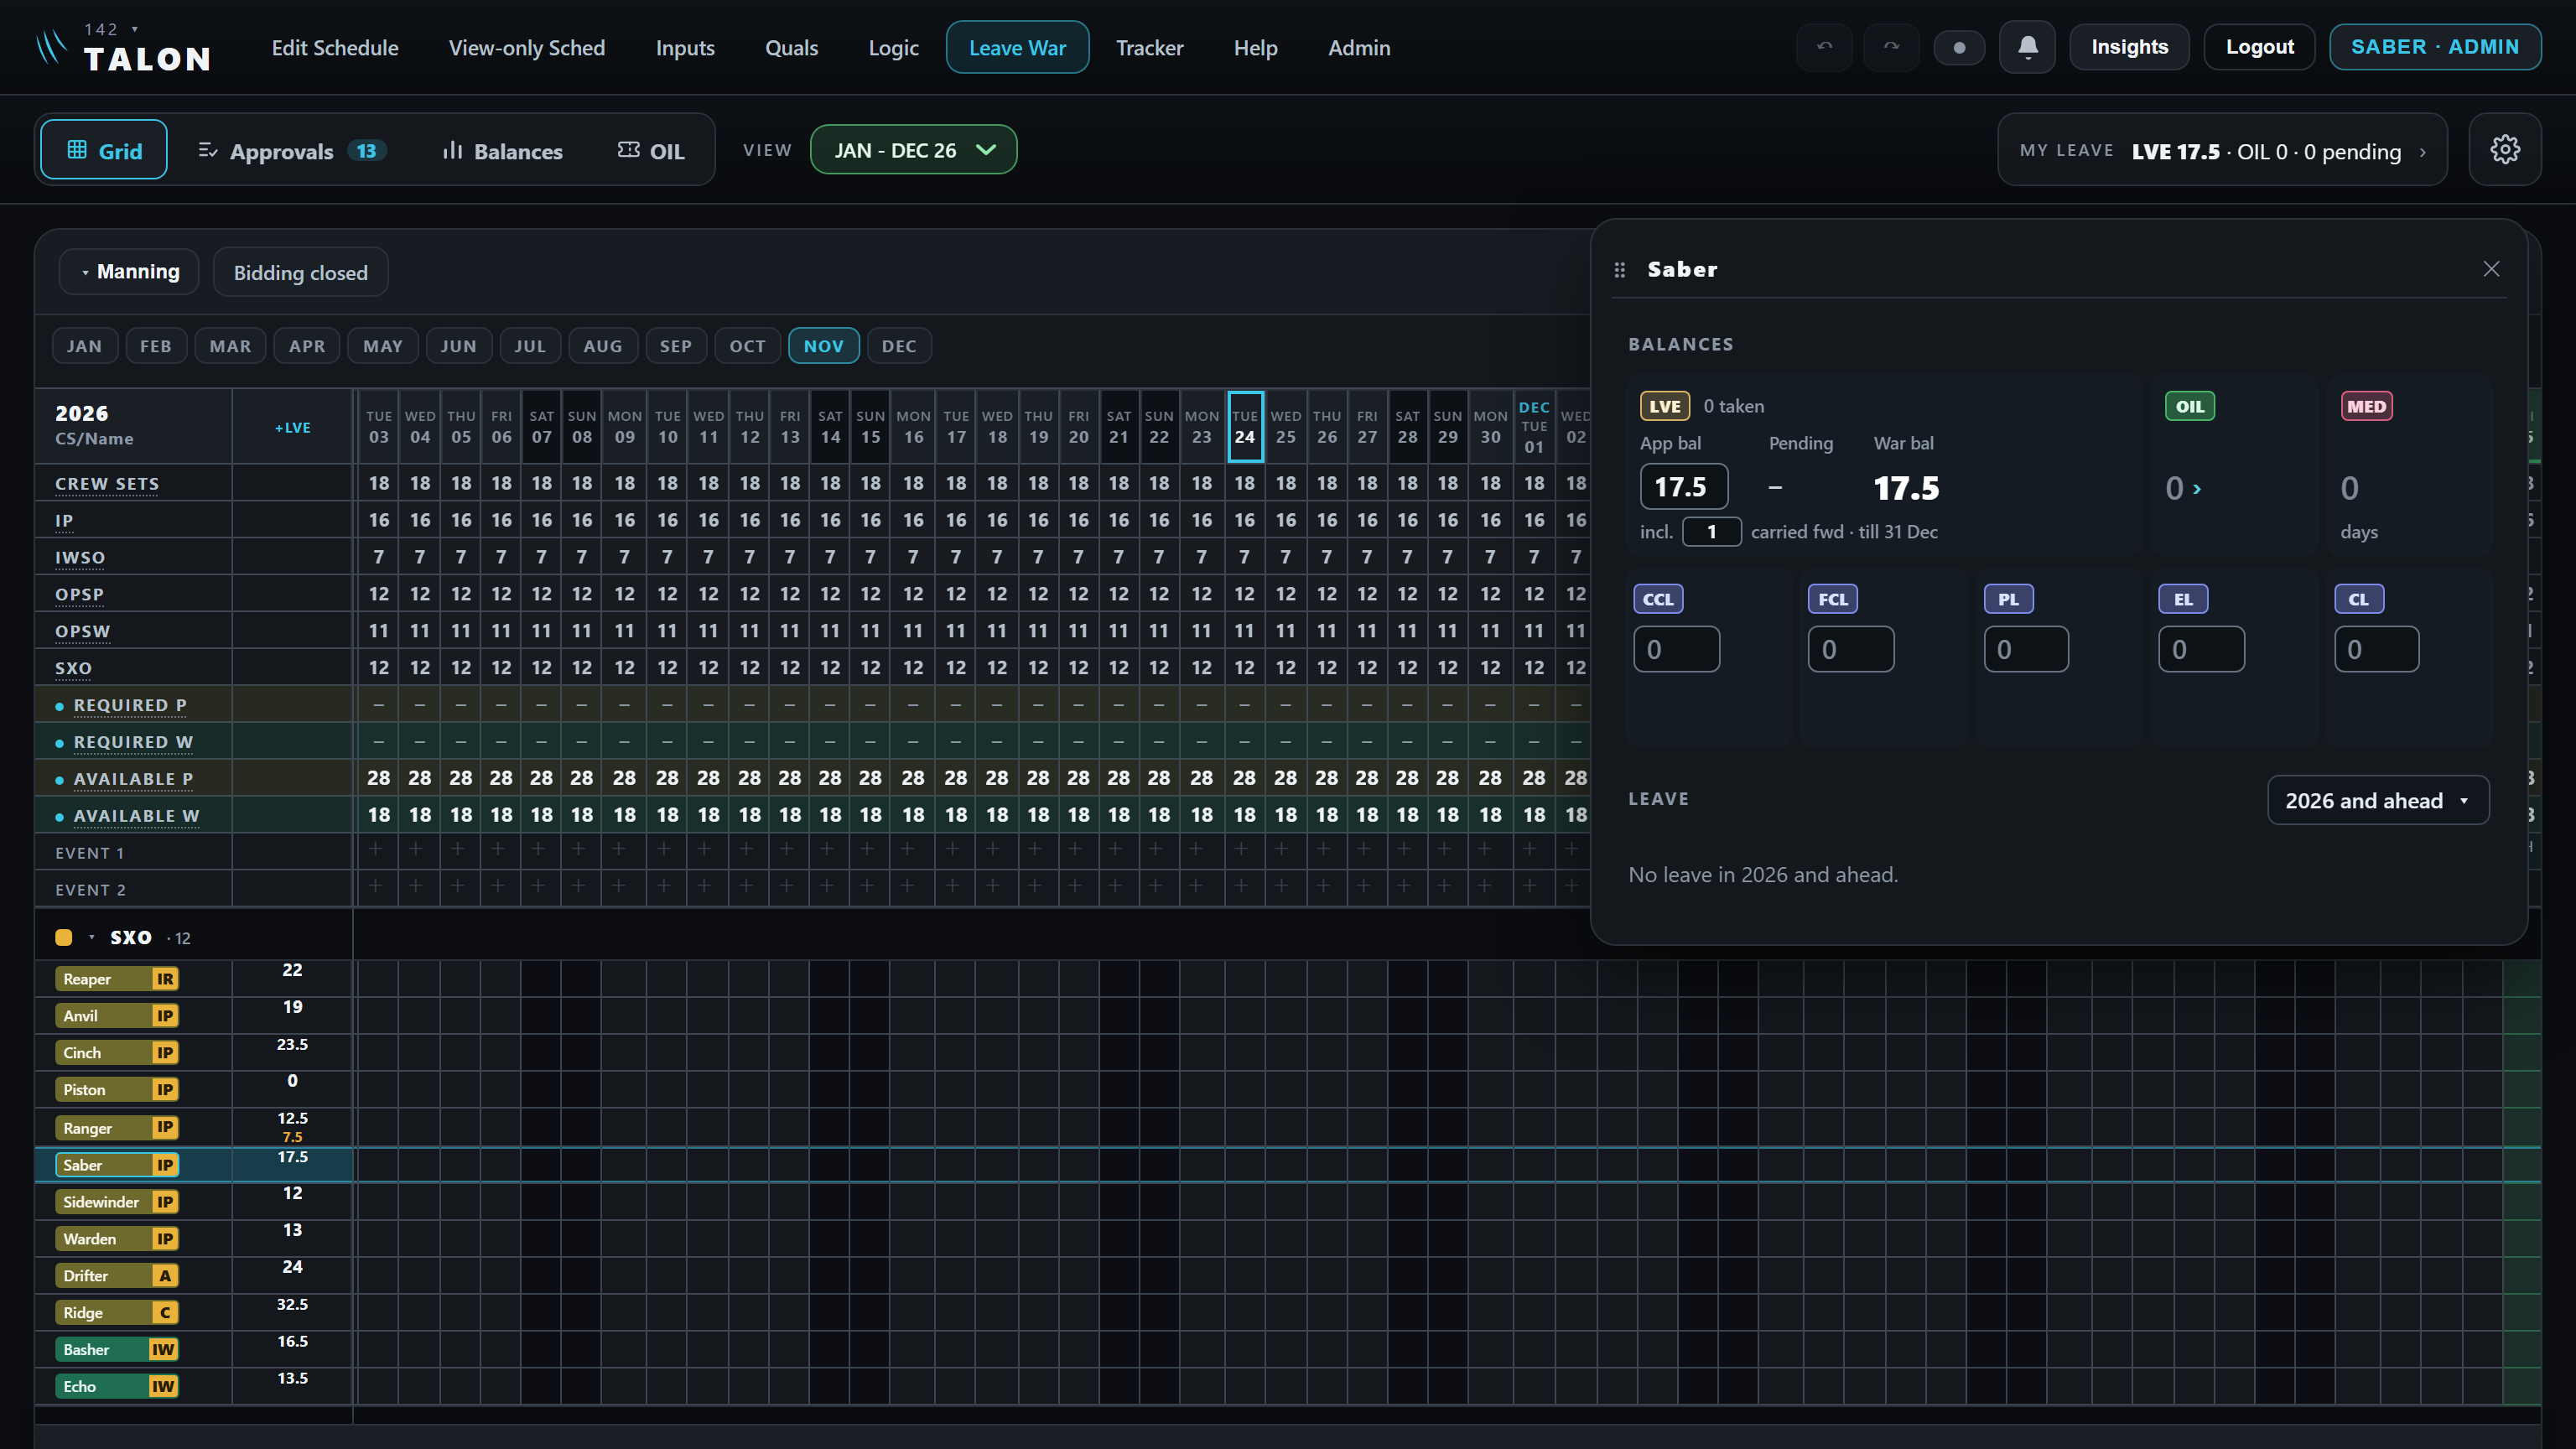 142 ▾
TALON
Edit Schedule View-only Sched Inputs Quals Logic Leave War Tracker Help Admin
Insights Logout SABER · ADMIN
Grid Approvals 13 Balances OIL VIEW JAN - DEC 26
MY LEAVE LVE 17.5 · OIL 0 · 0 pending ›
▾ Manning Bidding closed
JAN FEB MAR APR MAY JUN JUL AUG SEP OCT NOV DEC
2026
CS/Name
+LVE
TUE 03 WED 04 THU 05 FRI 06 SAT 07 SUN 08 MON 09 TUE 10 WED 11 THU 12 FRI 13 SAT 14 SUN 15 MON 16 TUE 17 WED 18 THU 19 FRI 20 SAT 21 SUN 22 MON 23 TUE 24 WED 25 THU 26 FRI 27 SAT 28 SUN 29 MON 30 DEC TUE 01 WED 02
CREW SETS 18 18 18 18 18 18 18 18 18 18 18 18 18 18 18 18 18 18 18 18 18 18 18 18 18 18 18 18 18 18
IP 16 16 16 16 16 16 16 16 16 16 16 16 16 16 16 16 16 16 16 16 16 16 16 16 16 16 16 16 16 16
IWSO 7 7 7 7 7 7 7 7 7 7 7 7 7 7 7 7 7 7 7 7 7 7 7 7 7 7 7 7 7 7
OPSP 12 12 12 12 12 12 12 12 12 12 12 12 12 12 12 12 12 12 12 12 12 12 12 12 12 12 12 12 12 12
OPSW 11 11 11 11 11 11 11 11 11 11 11 11 11 11 11 11 11 11 11 11 11 11 11 11 11 11 11 11 11 11
SXO 12 12 12 12 12 12 12 12 12 12 12 12 12 12 12 12 12 12 12 12 12 12 12 12 12 12 12 12 12 12
REQUIRED P – – – – – – – – – – – – – – – – – – – – – – – – – – – – – –
REQUIRED W – – – – – – – – – – – – – – – – – – – – – – – – – – – – – –
AVAILABLE P 28 28 28 28 28 28 28 28 28 28 28 28 28 28 28 28 28 28 28 28 28 28 28 28 28 28 28 28 28 28
AVAILABLE W 18 18 18 18 18 18 18 18 18 18 18 18 18 18 18 18 18 18 18 18 18 18 18 18 18 18 18 18 18 18
EVENT 1 + + + + + + + + + + + + + + + + + + + + + + + + + + + + + +
EVENT 2 + + + + + + + + + + + + + + + + + + + + + + + + + + + + + +
▾ SXO · 12
Reaper IR 22
Anvil IP 19
Cinch IP 23.5
Piston IP 0
Ranger IP 12.5
7.5
Saber IP 17.5
Sidewinder IP 12
Warden IP 13
Drifter A 24
Ridge C 32.5
Basher IW 16.5
Echo IW 13.5
Saber
BALANCES
LVE 0 taken
App bal Pending War bal
17.5 – 17.5
incl. 1 carried fwd · till 31 Dec
OIL
0 ›
MED
0
days
CCL FCL PL EL CL
0 0 0 0 0
LEAVE 2026 and ahead ▾
No leave in 2026 and ahead.